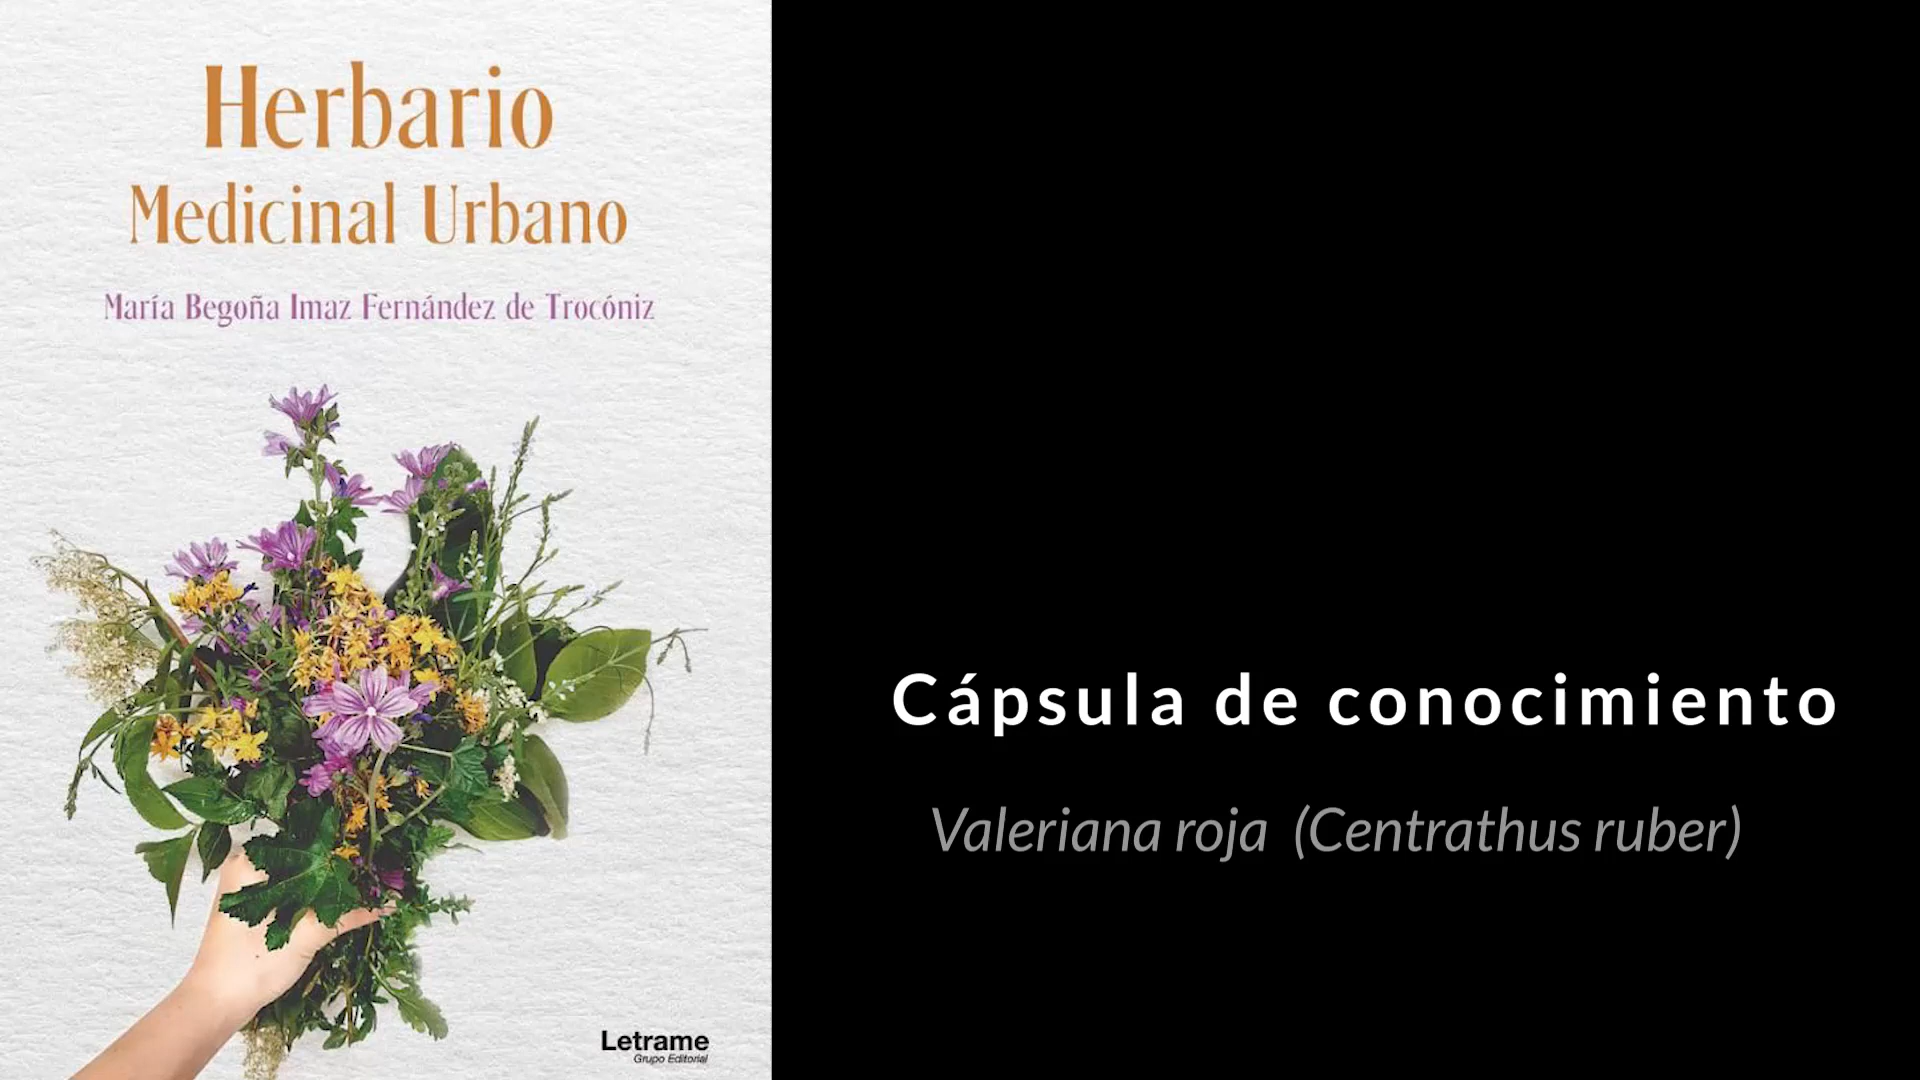 Herbario
Medicinal Urbano
María Begoña Imaz Fernández de Trocóniz
Letrame
Grupo Editorial
Cápsula de conocimiento
Valeriana roja (Centrathus ruber)